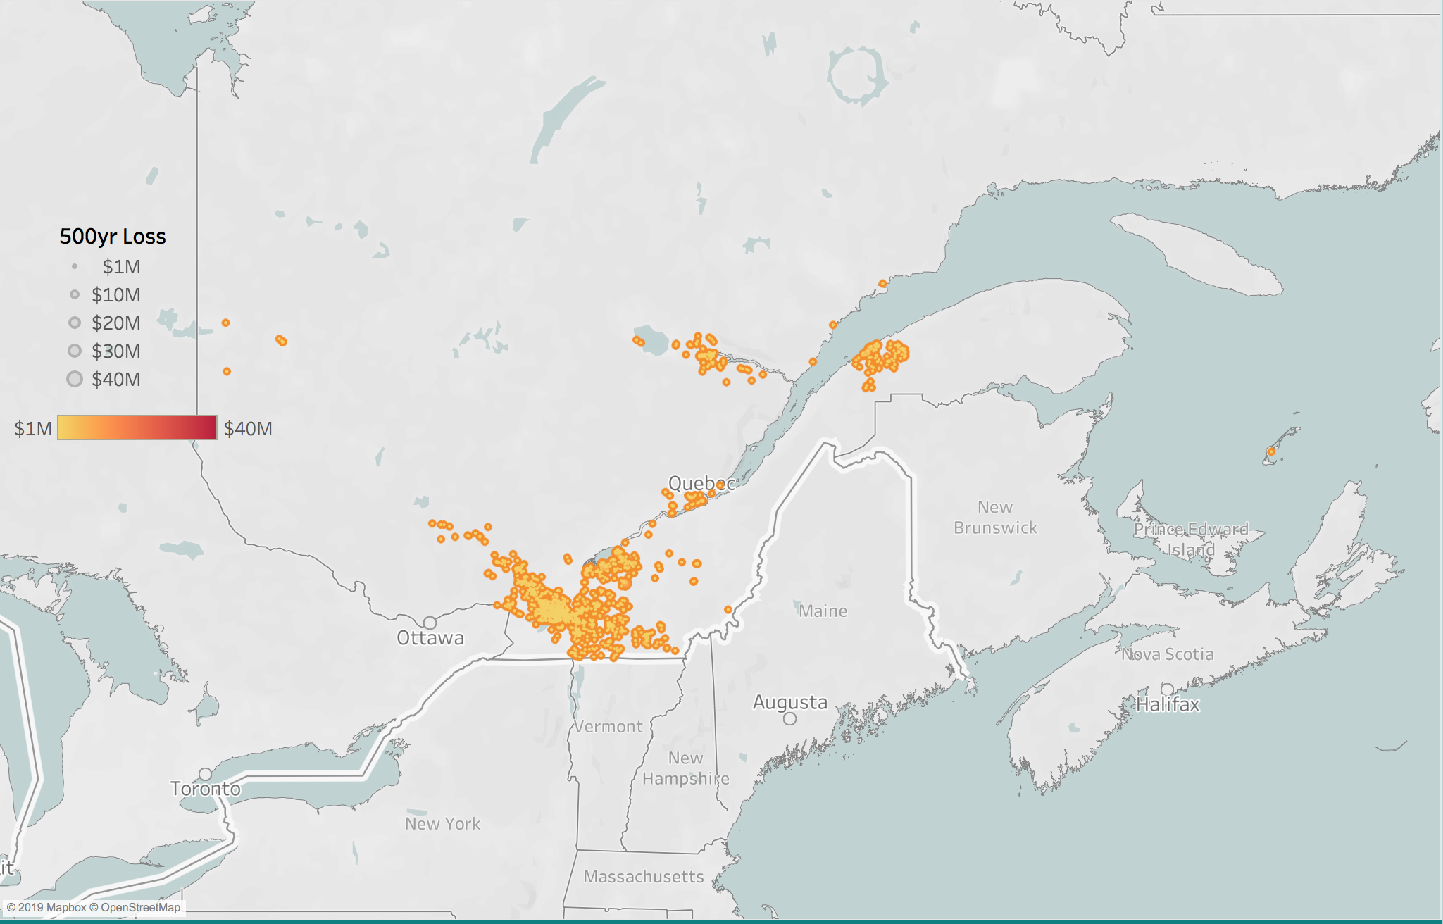 500yr Loss
$1M
$10M
$20M
$30M
$40M
$1M
$40M
Quebec
New
Brunswick
Prince Edward
Island
Ottawa
Maine
Nova Scotia
Augusta
Halifax
Vermont
New
Hampshire
Toronto
New York
it
Massachusetts
© 2019 Mapbox © OpenStreetMap